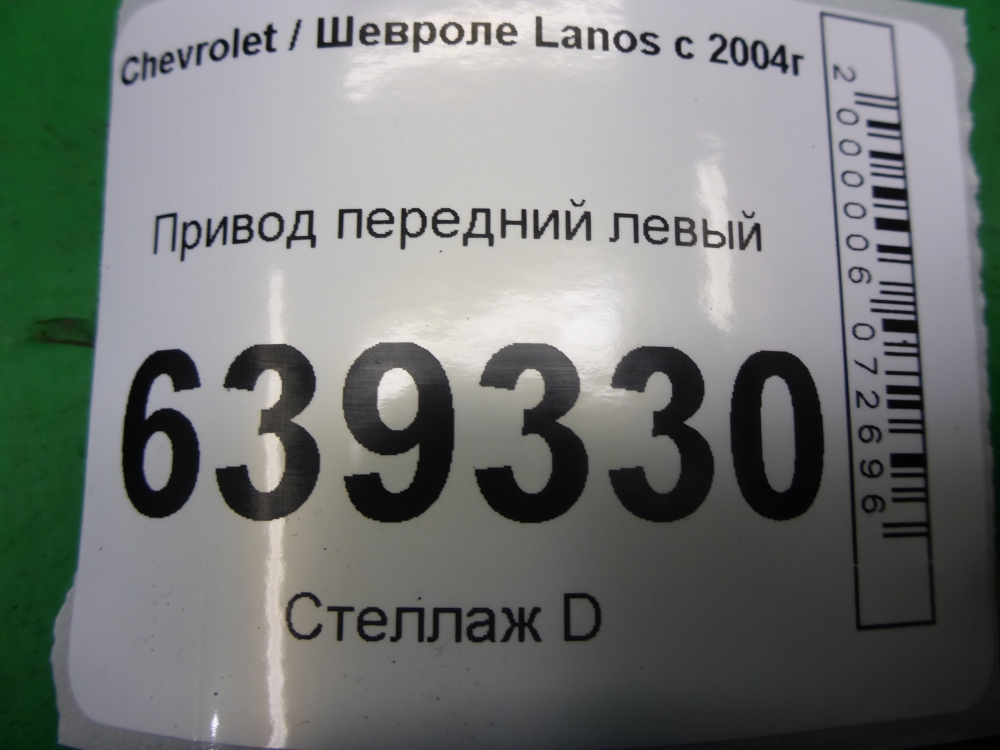 Chevrolet / Шевроле Lanos с 2004г
Привод передний левый
639330
Стеллаж D
2000006072696